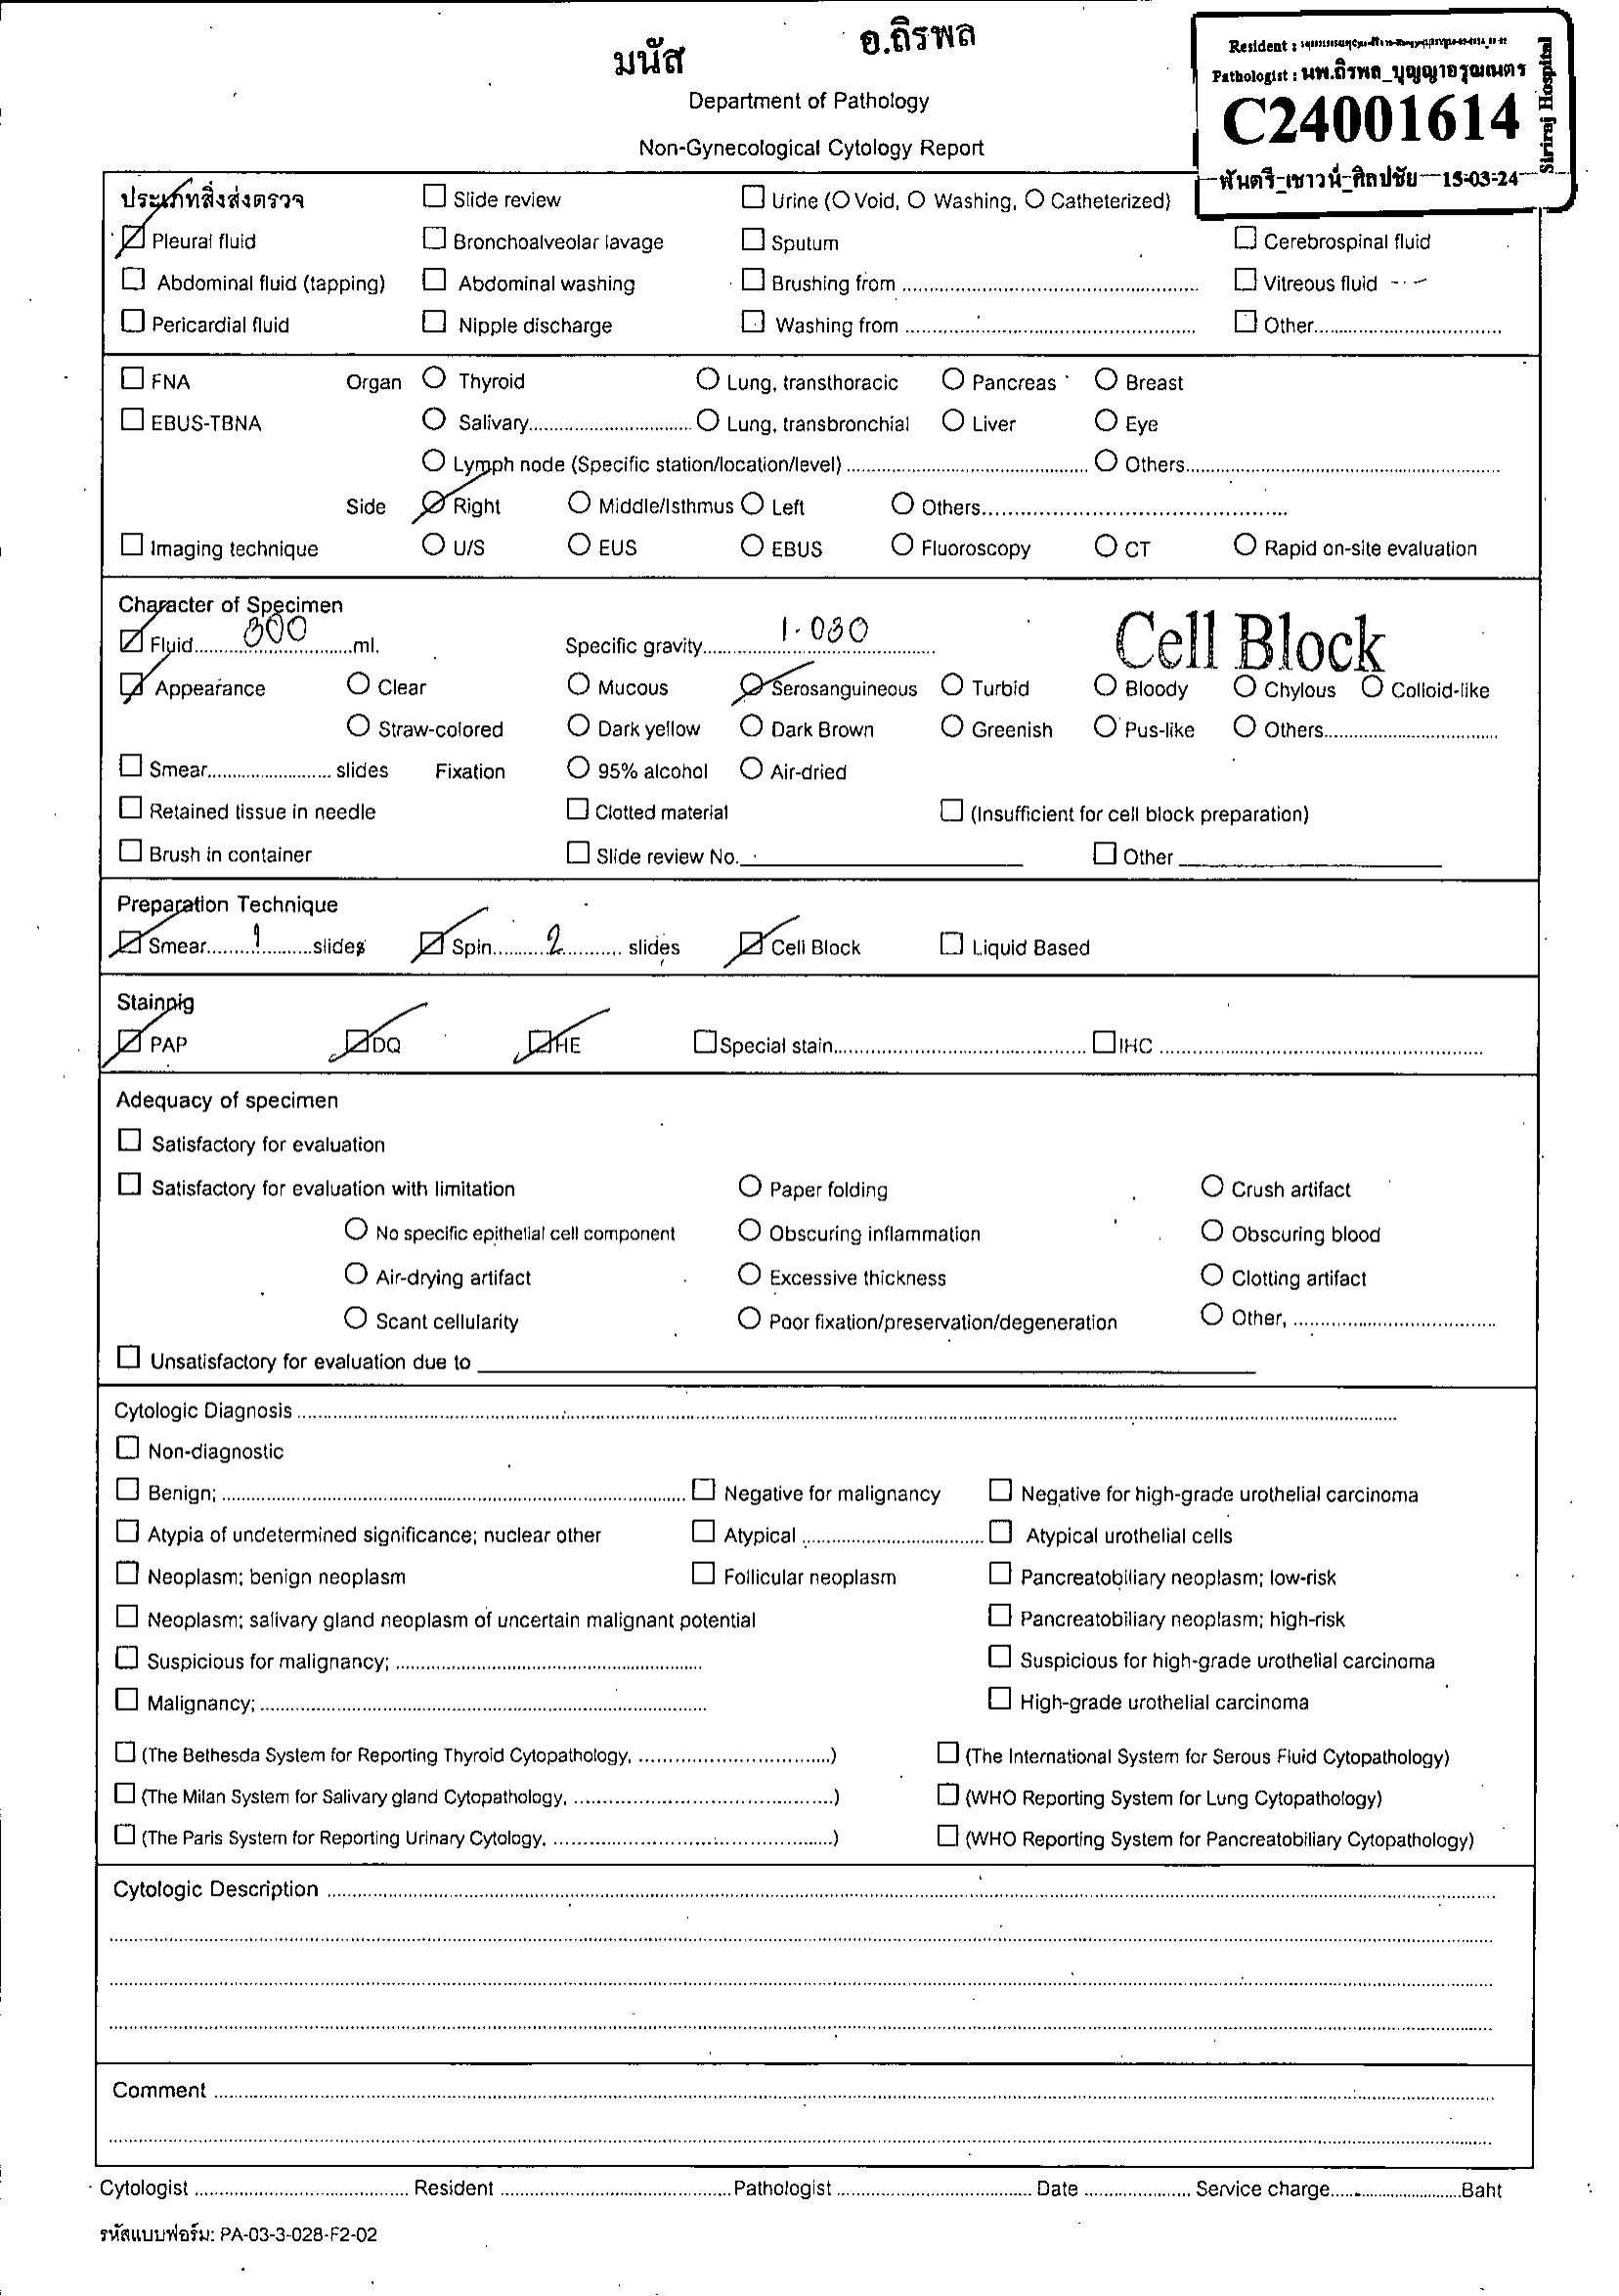 มนัส
อ.ถิรพล
Resident :
Pathologist : นพ.ถิรพล_บุญญาอรุณเนตร
C24001614
พันตรี_เชาวน์_ศิลปชัย 15-03-24
Siriraj Hospital
Department of Pathology
Non-Gynecological Cytology Report
ประเภทสิ่งส่งตรวจ Slide review Urine (O Void, O Washing, O Catheterized)
Pleural fluid Bronchoalveolar lavage Sputum Cerebrospinal fluid
Abdominal fluid (tapping) Abdominal washing Brushing from Vitreous fluid
Pericardial fluid Nipple discharge Washing from Other
FNA Organ Thyroid Lung, transthoracic Pancreas Breast
EBUS-TBNA Salivary Lung, transbronchial Liver Eye
Lymph node (Specific station/location/level) Others
Side Right Middle/Isthmus Left Others
Imaging technique U/S EUS EBUS Fluoroscopy CT Rapid on-site evaluation
Character of Specimen
Fluid 300 ml. Specific gravity 1.030
Cell Block
Appearance Clear Mucous Serosanguineous Turbid Bloody Chylous Colloid-like
Straw-colored Dark yellow Dark Brown Greenish Pus-like Others
Smear slides Fixation 95% alcohol Air-dried
Retained tissue in needle Clotted material (Insufficient for cell block preparation)
Brush in container Slide review No. Other
Preparation Technique
Smear 1 slides Spin 2 slides Cell Block Liquid Based
Staining
PAP DQ HE Special stain IHC
Adequacy of specimen
Satisfactory for evaluation
Satisfactory for evaluation with limitation Paper folding Crush artifact
No specific epithelial cell component Obscuring inflammation Obscuring blood
Air-drying artifact Excessive thickness Clotting artifact
Scant cellularity Poor fixation/preservation/degeneration Other,
Unsatisfactory for evaluation due to
Cytologic Diagnosis
Non-diagnostic
Benign; Negative for malignancy Negative for high-grade urothelial carcinoma
Atypia of undetermined significance; nuclear other Atypical Atypical urothelial cells
Neoplasm; benign neoplasm Follicular neoplasm Pancreatobiliary neoplasm; low-risk
Neoplasm; salivary gland neoplasm of uncertain malignant potential Pancreatobiliary neoplasm; high-risk
Suspicious for malignancy; Suspicious for high-grade urothelial carcinoma
Malignancy; High-grade urothelial carcinoma
(The Bethesda System for Reporting Thyroid Cytopathology, ) (The International System for Serous Fluid Cytopathology)
(The Milan System for Salivary gland Cytopathology, ) (WHO Reporting System for Lung Cytopathology)
(The Paris System for Reporting Urinary Cytology, ) (WHO Reporting System for Pancreatobiliary Cytopathology)
Cytologic Description
Comment
Cytologist Resident Pathologist Date Service charge Baht
รหัสแบบฟอร์ม: PA-03-3-028-F2-02